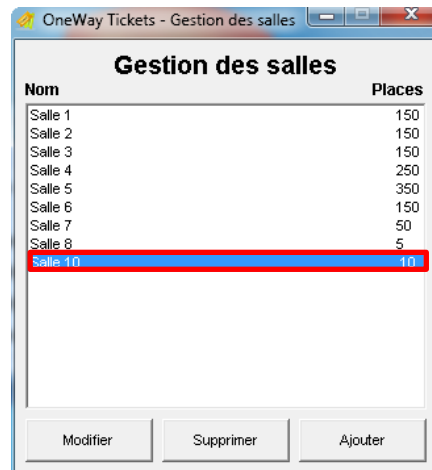 OneWay Tickets - Gestion des salles
Gestion des salles
Nom Places
Salle 1 150
Salle 2 150
Salle 3 150
Salle 4 250
Salle 5 350
Salle 6 150
Salle 7 50
Salle 8 5
Salle 10 10
Modifier Supprimer Ajouter